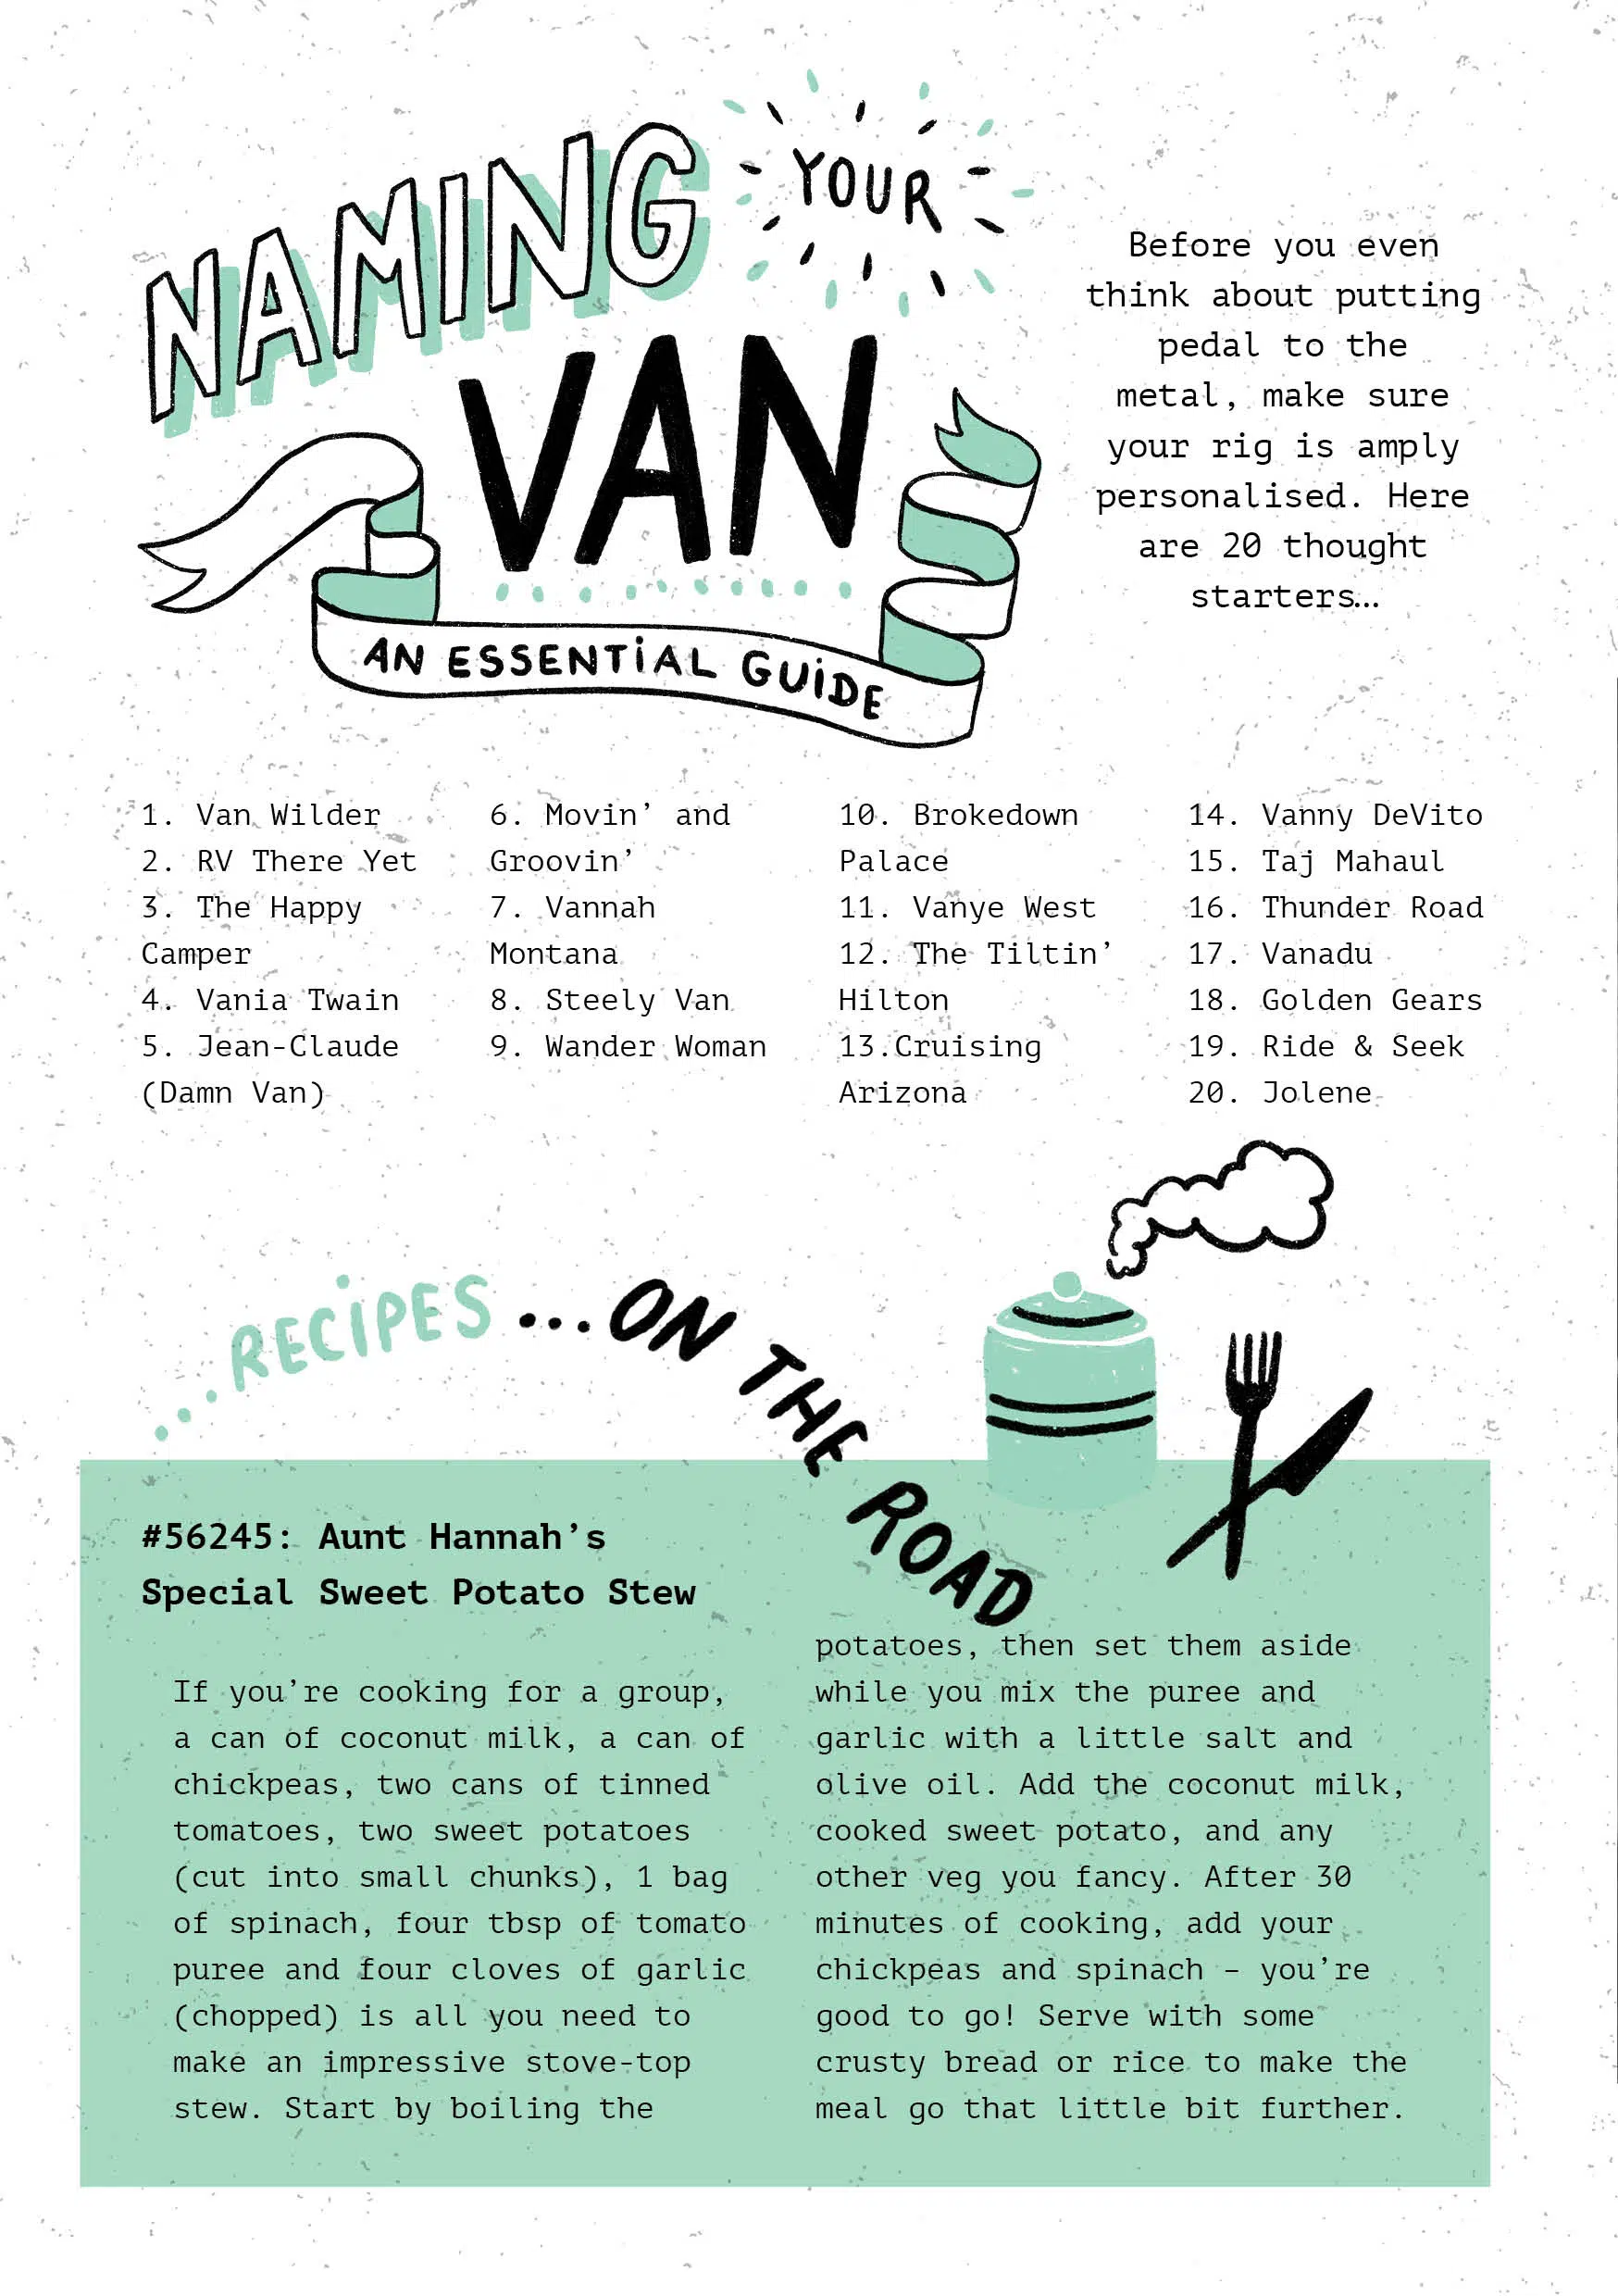 NAMING YOUR
VAN
AN ESSENTiAL GUiDE
Before you even
think about putting
pedal to the
metal, make sure
your rig is amply
personalised. Here
are 20 thought
starters…
1. Van Wilder
2. RV There Yet
3. The Happy
Camper
4. Vania Twain
5. Jean-Claude
(Damn Van)
6. Movin’ and
Groovin’
7. Vannah
Montana
8. Steely Van
9. Wander Woman
10. Brokedown
Palace
11. Vanye West
12. The Tiltin’
Hilton
13.Cruising
Arizona
14. Vanny DeVito
15. Taj Mahaul
16. Thunder Road
17. Vanadu
18. Golden Gears
19. Ride & Seek
20. Jolene
...RECiPES ...ON THE ROAD
#56245: Aunt Hannah’s
Special Sweet Potato Stew
If you’re cooking for a group,
a can of coconut milk, a can of
chickpeas, two cans of tinned
tomatoes, two sweet potatoes
(cut into small chunks), 1 bag
of spinach, four tbsp of tomato
puree and four cloves of garlic
(chopped) is all you need to
make an impressive stove-top
stew. Start by boiling the
potatoes, then set them aside
while you mix the puree and
garlic with a little salt and
olive oil. Add the coconut milk,
cooked sweet potato, and any
other veg you fancy. After 30
minutes of cooking, add your
chickpeas and spinach – you’re
good to go! Serve with some
crusty bread or rice to make the
meal go that little bit further.